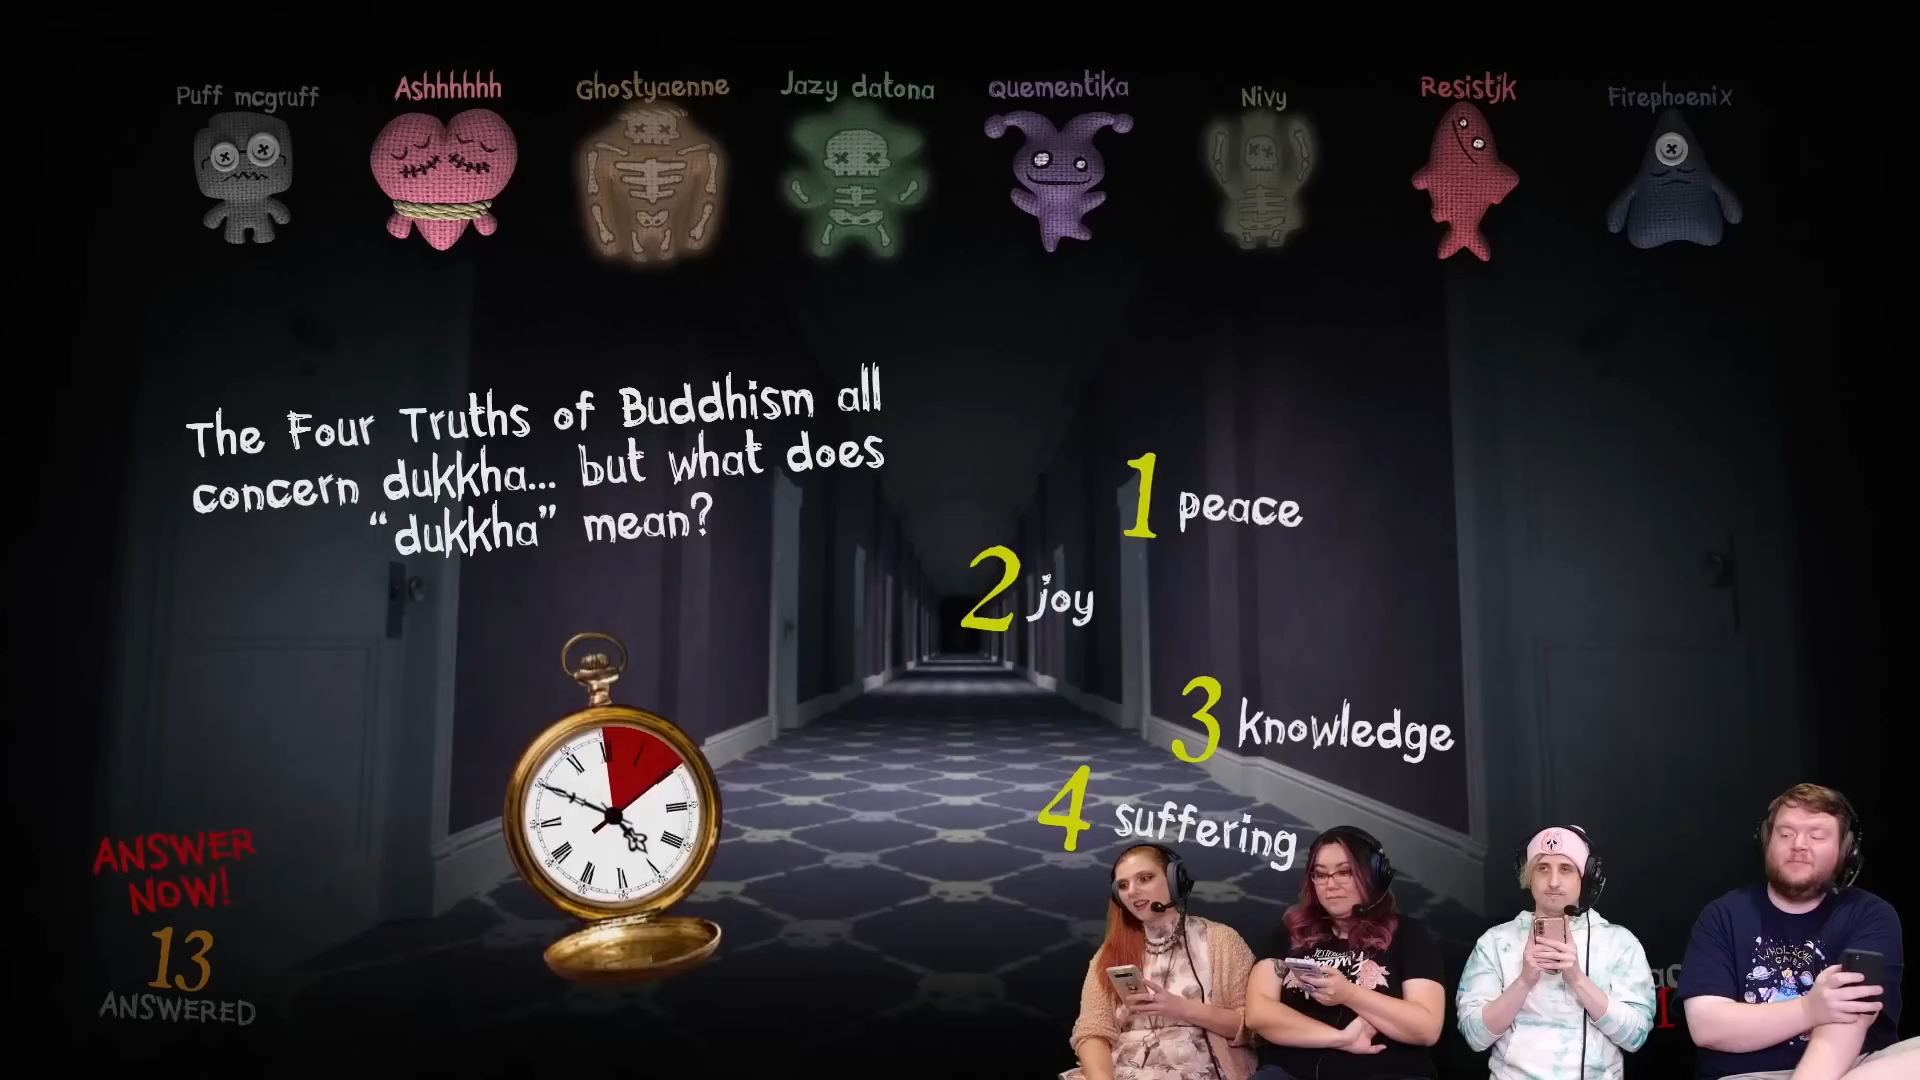 Puff mcgruff
Ashhhhhh
Ghostyaenne
Jazy datona
Quementika
Nivy
Resistjk
Firephoenix
The Four Truths of Buddhism all
concern dukkha... but what does
"dukkha" mean?
1 peace
2 joy
3 knowledge
4 suffering
ANSWER
NOW!
13
ANSWERED